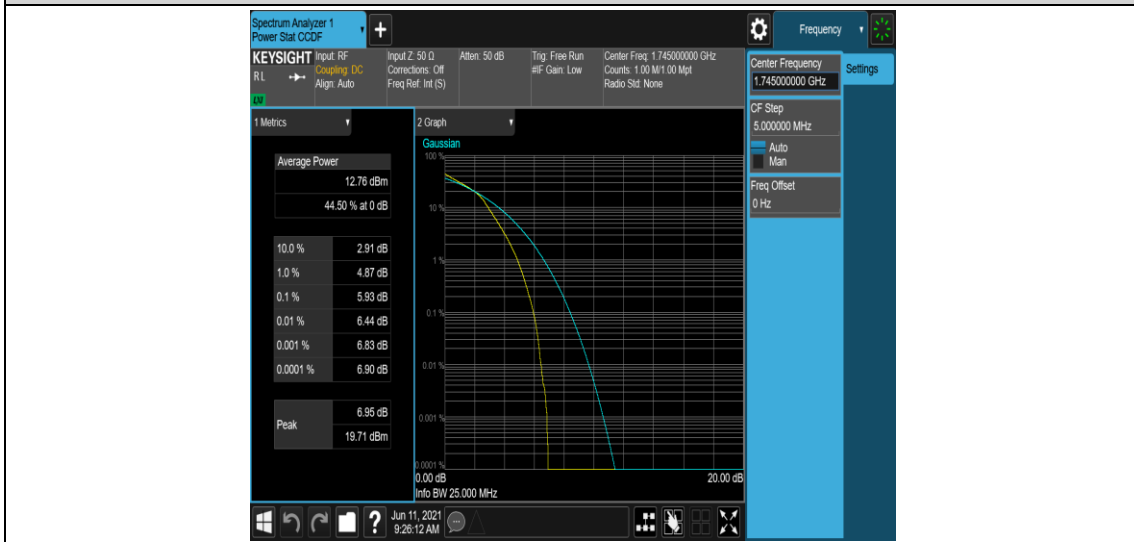 Spectrum Analyzer 1
Power Stat CCDF
+
Frequency
KEYSIGHT
R L
LXI
Input: RF
Coupling: DC
Align: Auto
Input Z: 50 Ω
Corrections: Off
Freq Ref: Int (S)
Atten: 50 dB
Trig: Free Run
#IF Gain: Low
Center Freq: 1.745000000 GHz
Counts: 1.00 M/1.00 Mpt
Radio Std: None
Center Frequency
1.745000000 GHz
Settings
CF Step
5.000000 MHz
Auto
Man
Freq Offset
0 Hz
1 Metrics
Average Power
12.76 dBm
44.50 % at 0 dB
10.0 % 2.91 dB
1.0 % 4.87 dB
0.1 % 5.93 dB
0.01 % 6.44 dB
0.001 % 6.83 dB
0.0001 % 6.90 dB
Peak
6.95 dB
19.71 dBm
2 Graph
Gaussian
100 %
10 %
1 %
0.1 %
0.01 %
0.001 %
0.0001 %
0.00 dB 20.00 dB
Info BW 25.000 MHz
?
Jun 11, 2021
9:26:12 AM